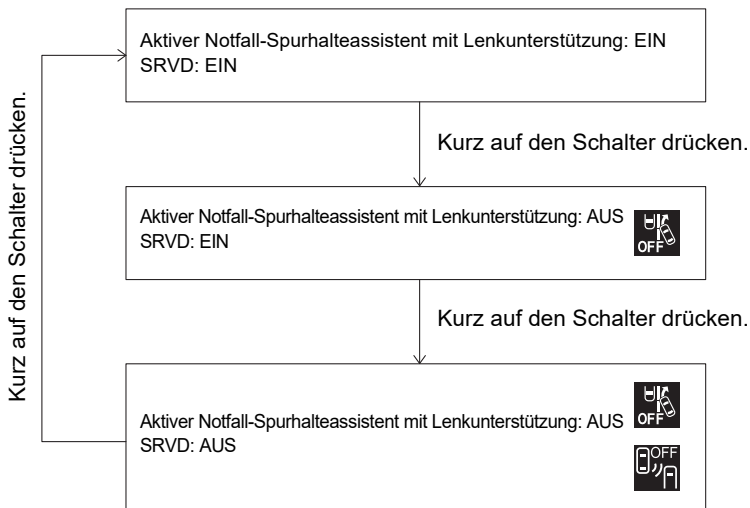 Aktiver Notfall-Spurhalteassistent mit Lenkunterstützung: EIN
SRVD: EIN
Kurz auf den Schalter drücken.
Kurz auf den Schalter drücken.
Aktiver Notfall-Spurhalteassistent mit Lenkunterstützung: AUS
SRVD: EIN
OFF
Kurz auf den Schalter drücken.
Aktiver Notfall-Spurhalteassistent mit Lenkunterstützung: AUS
SRVD: AUS
OFF
OFF